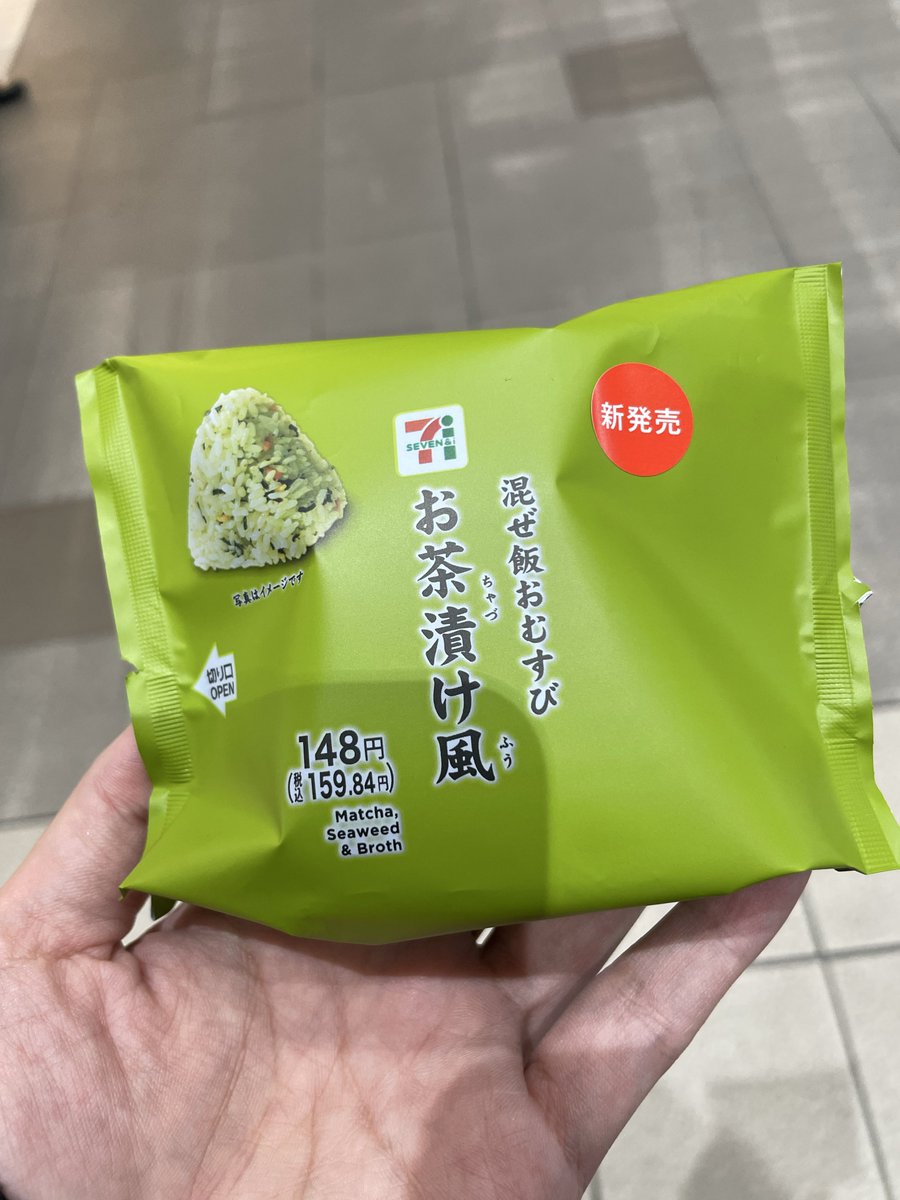 新発売
7i
SEVEN&i
混ぜ飯おむすび
お茶漬け風
ちゃづ
ふう
写真はイメージです
切り口
OPEN
148円
(税込159.84円)
Matcha,
Seaweed
& Broth